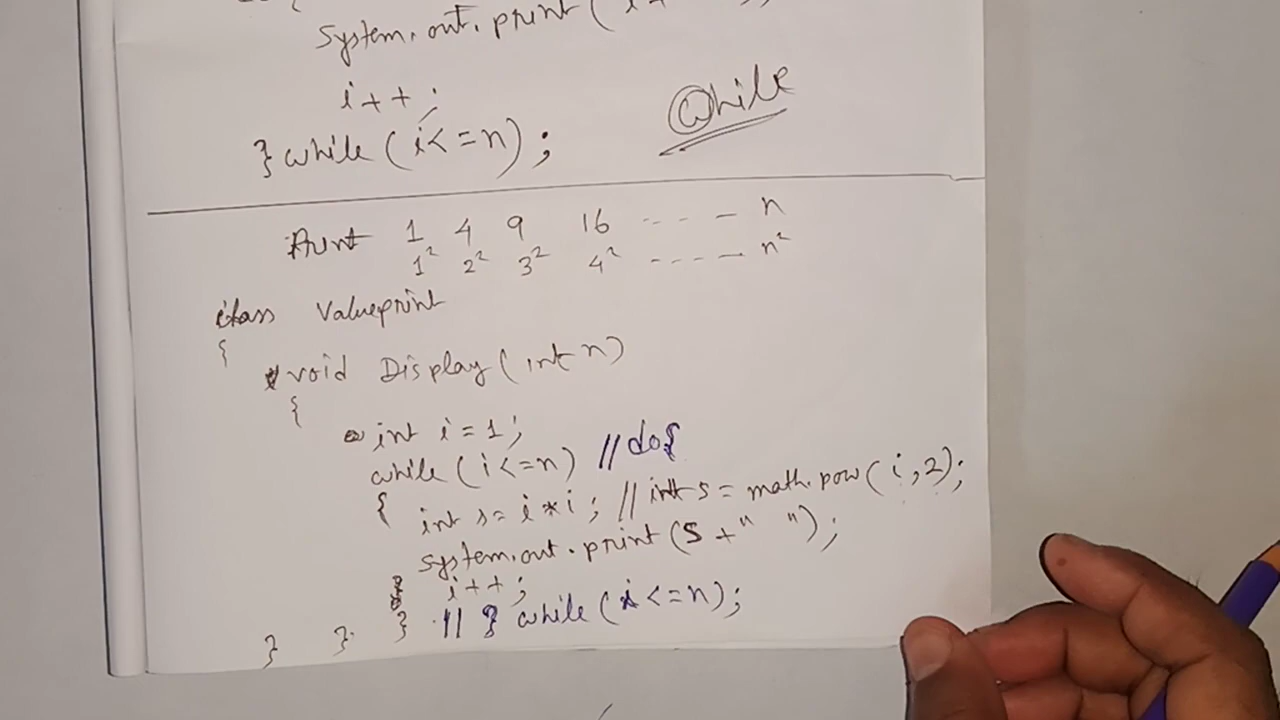 System.out.print(i+
i++;
}while(i<=n);
while
Print 1 4 9 16 ---- n
1² 2² 3² 4² ---- n²
class Valueprint
{
void Display(int n)
{
int i=1;
while (i<=n) //do{
{ int s=i*i; //int s=math.pow(i,2);
system.out.print(s+" ");
i++;
} } } // } while(i<=n);